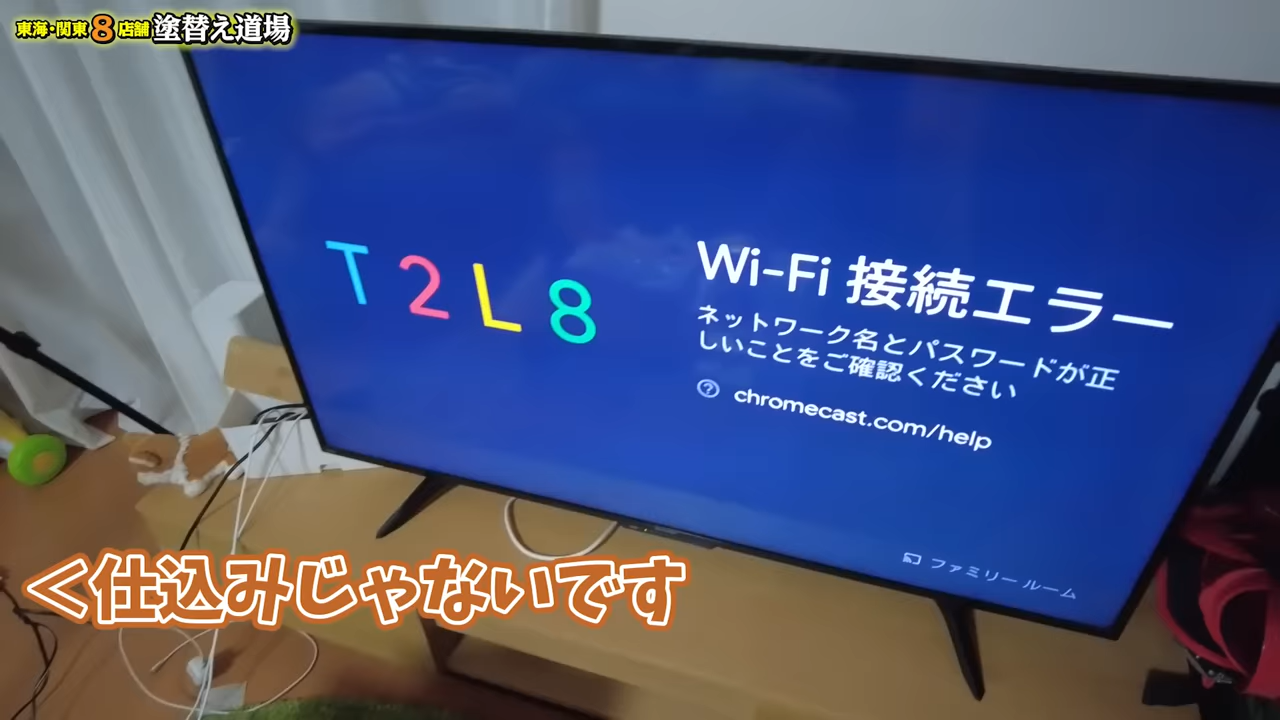 東海・関東8店舗塗替え道場
T2L8
Wi-Fi 接続エラー
ネットワーク名とパスワードが正
しいことをご確認ください
? chromecast.com/help
ファミリー ルーム
＜仕込みじゃないです